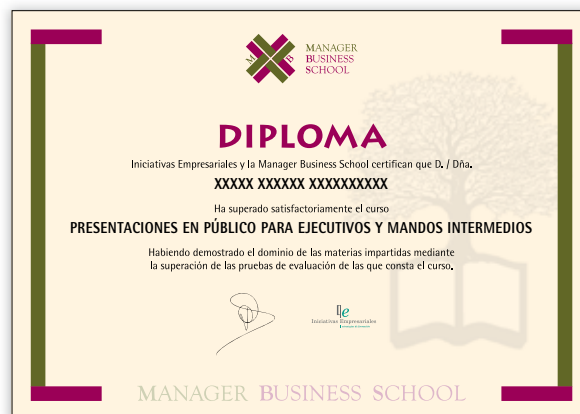 M B
MANAGER
BUSINESS
SCHOOL
DIPLOMA
Iniciativas Empresariales y la Manager Business School certifican que D. / Dña.
XXXXX XXXXXX XXXXXXXXXX
Ha superado satisfactoriamente el curso
PRESENTACIONES EN PÚBLICO PARA EJECUTIVOS Y MANDOS INTERMEDIOS
Habiendo demostrado el dominio de las materias impartidas mediante
la superación de las pruebas de evaluación de las que consta el curso.
Ie
Iniciativas Empresariales
MANAGER BUSINESS SCHOOL